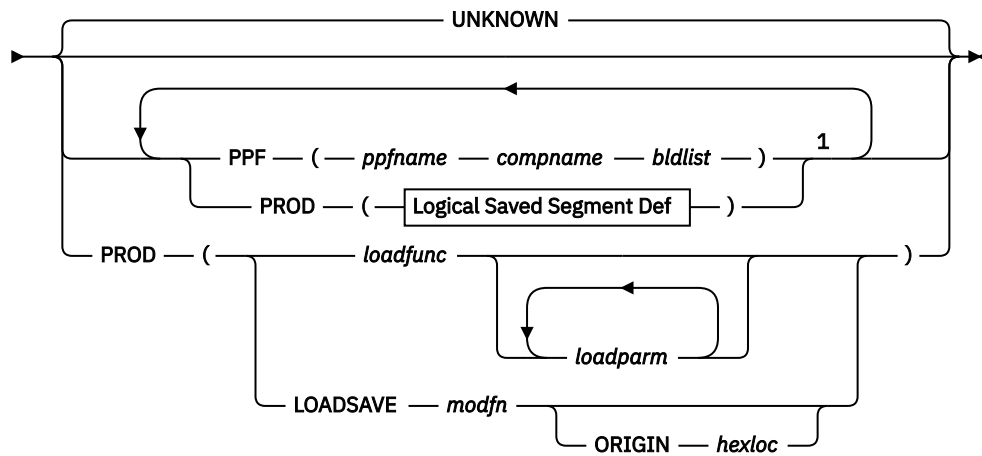 UNKNOWN
1
PPF ( ppfname compname bldlist )
PROD ( Logical Saved Segment Def )
PROD ( loadfunc )
loadparm
LOADSAVE modfn
ORIGIN hexloc